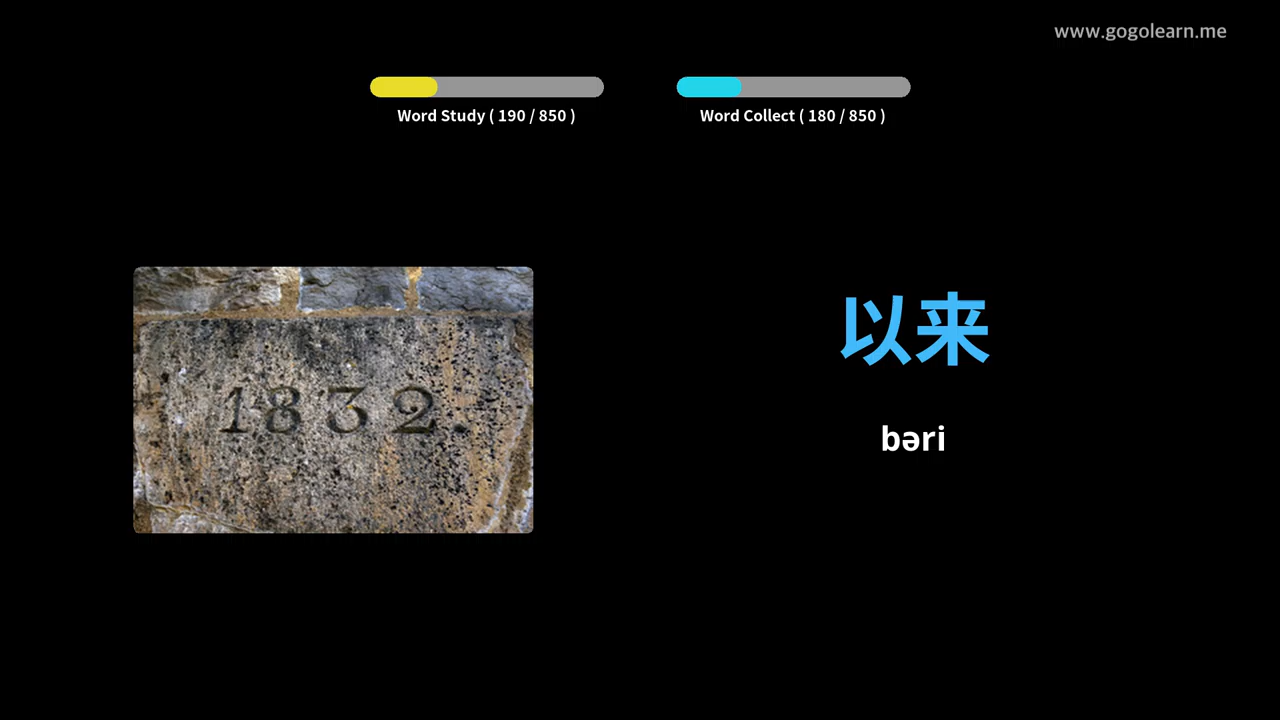 www.gogolearn.me
Word Study ( 190 / 850 )
Word Collect ( 180 / 850 )
1832.
以来
bəri